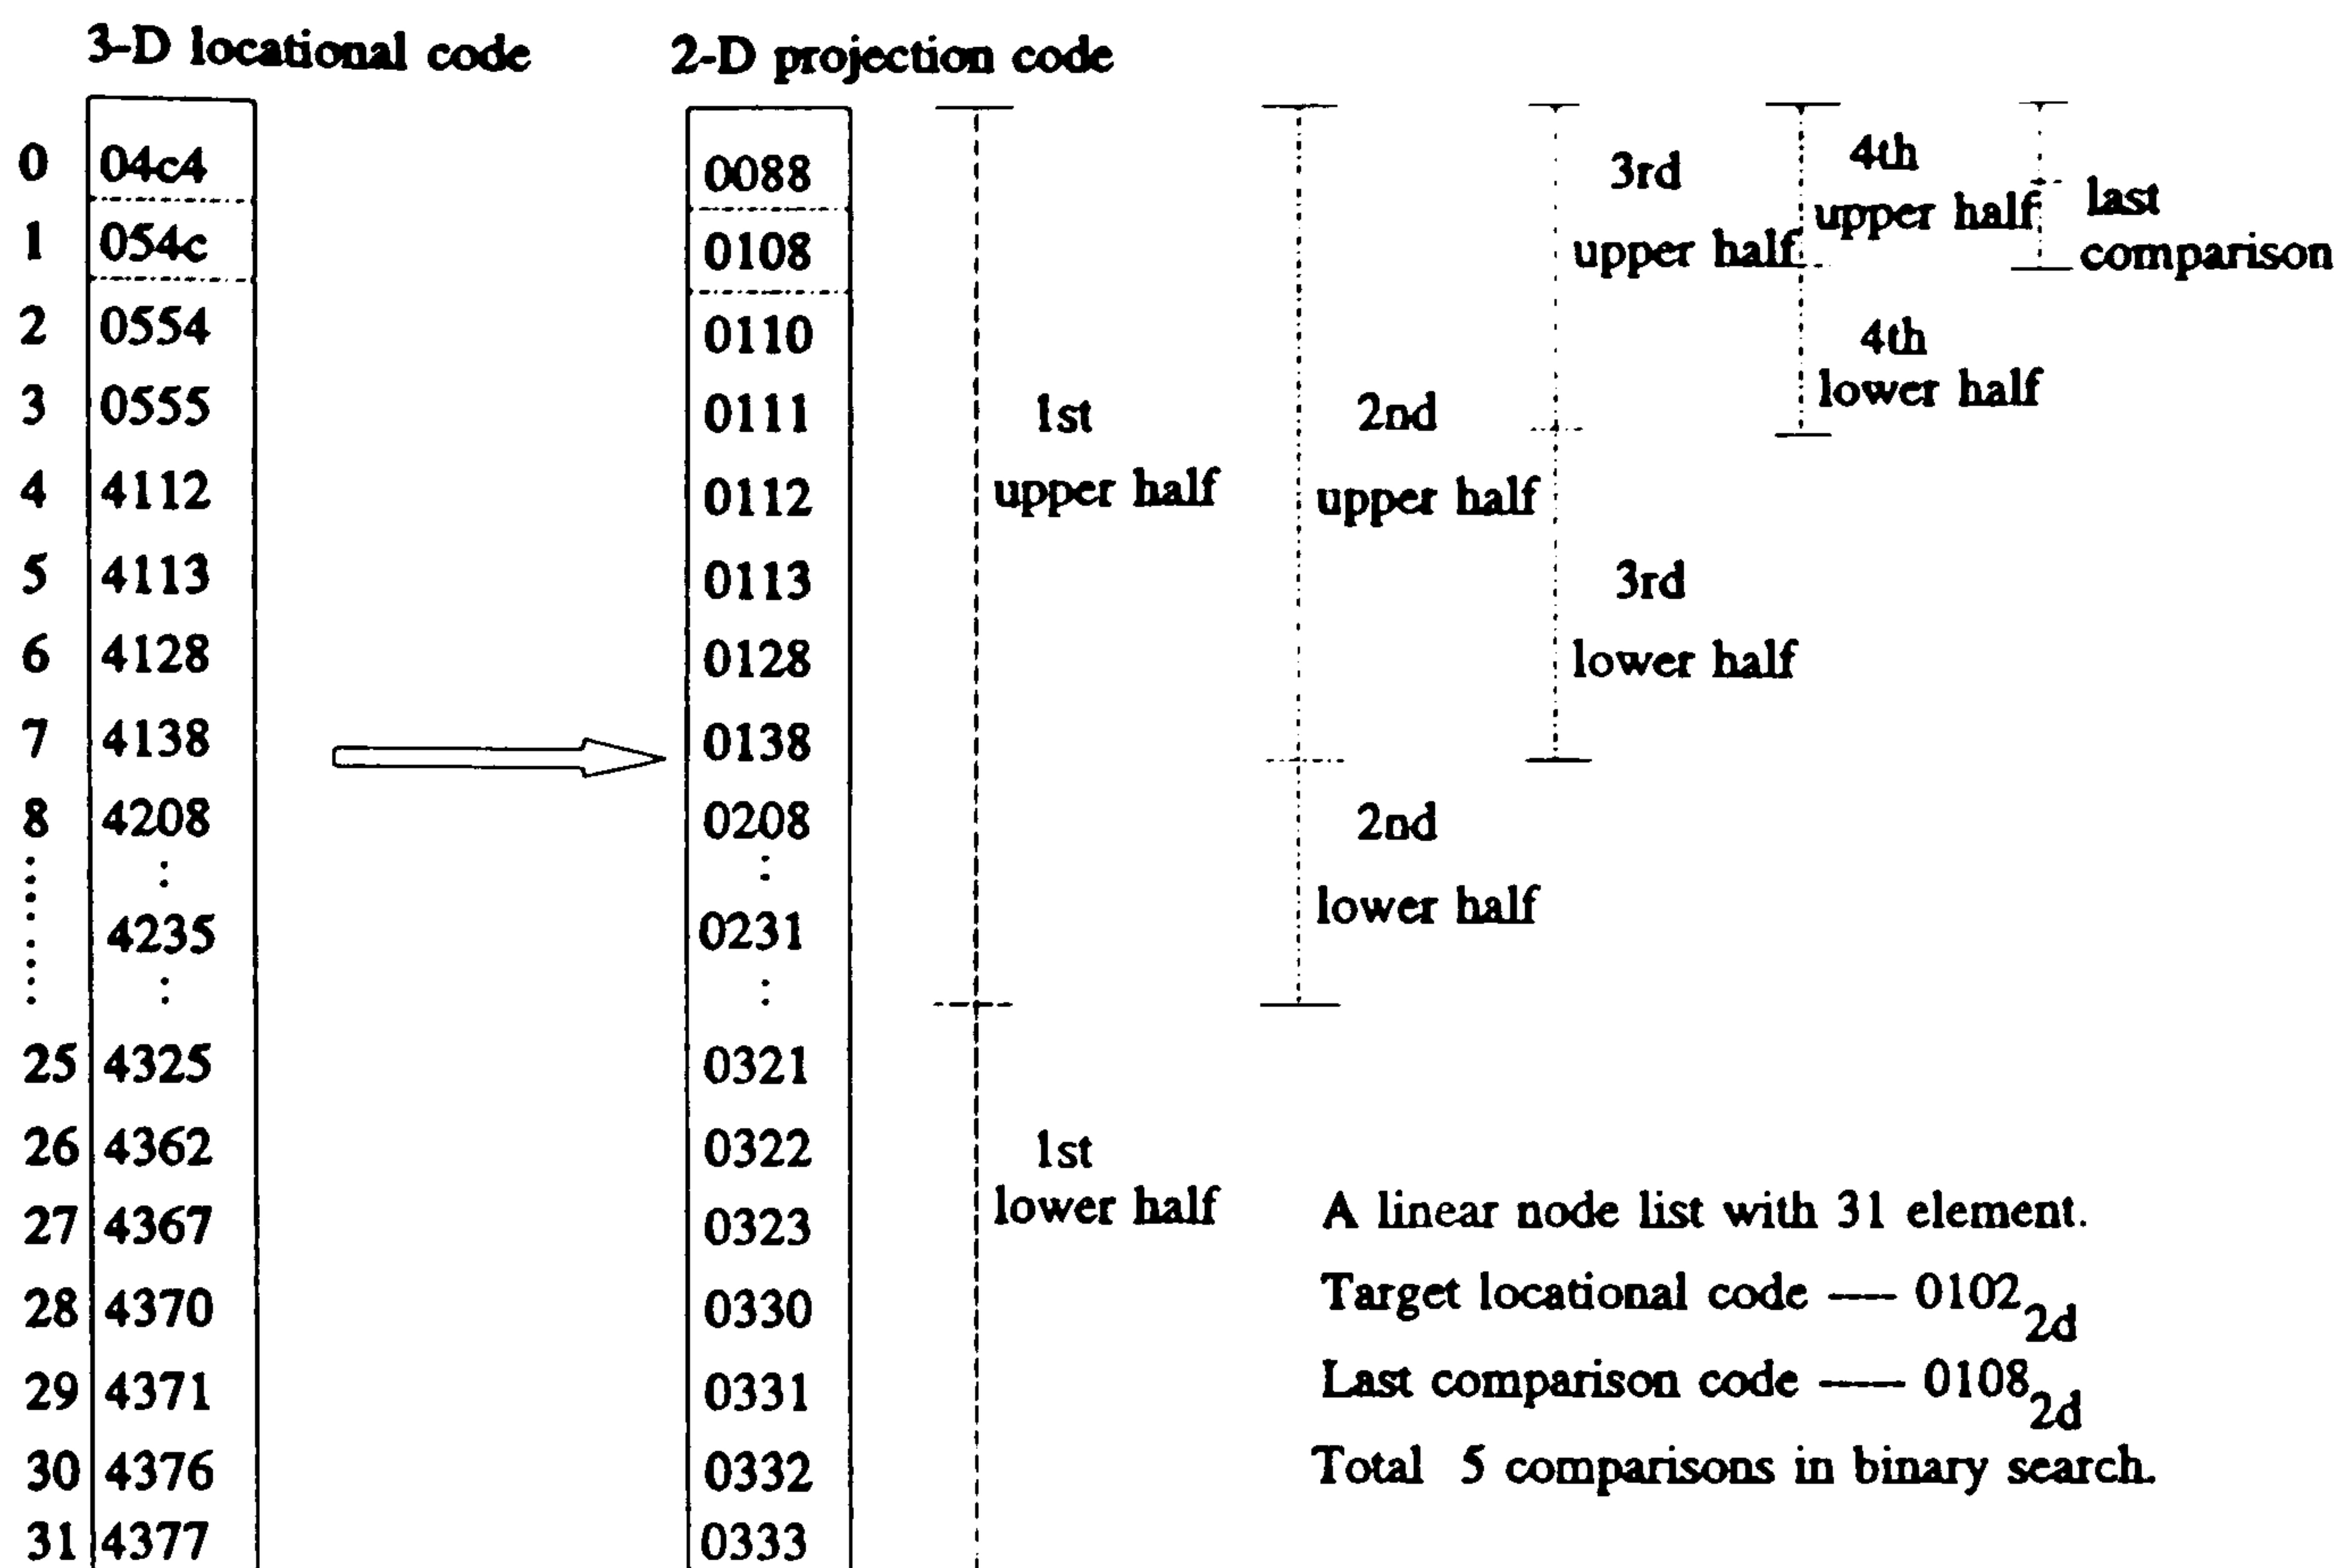 3-D locational code 2-D projection code
0 04c4 0088
1 054c 0108
2 0554 0110
3 0555 0111
4 4112 0112
5 4113 0113
6 4128 0128
7 4138 0138
8 4208 0208
: :
4235 0231
: :
25 4325 0321
26 4362 0322
27 4367 0323
28 4370 0330
29 4371 0331
30 4376 0332
31 4377 0333
1st
upper half
1st
lower half
2nd
upper half
2nd
lower half
3rd
upper half
3rd
lower half
4th
upper half
4th
lower half
last
comparison
A linear node list with 31 element.
Target locational code — 0102 2d
Last comparison code — 0108 2d
Total 5 comparisons in binary search.